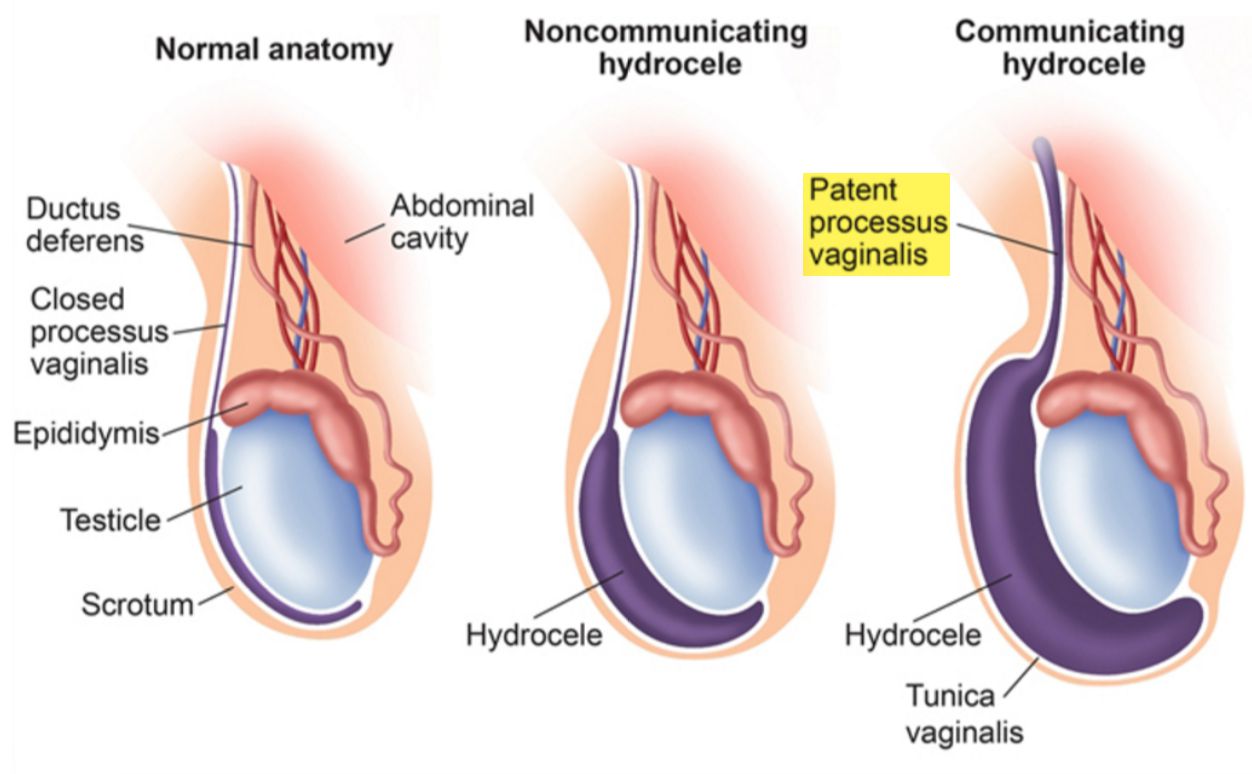 Normal anatomy
Noncommunicating
hydrocele
Communicating
hydrocele
Ductus
deferens
Abdominal
cavity
Closed
processus
vaginalis
Epididymis
Testicle
Scrotum
Hydrocele
Patent
processus
vaginalis
Hydrocele
Tunica
vaginalis